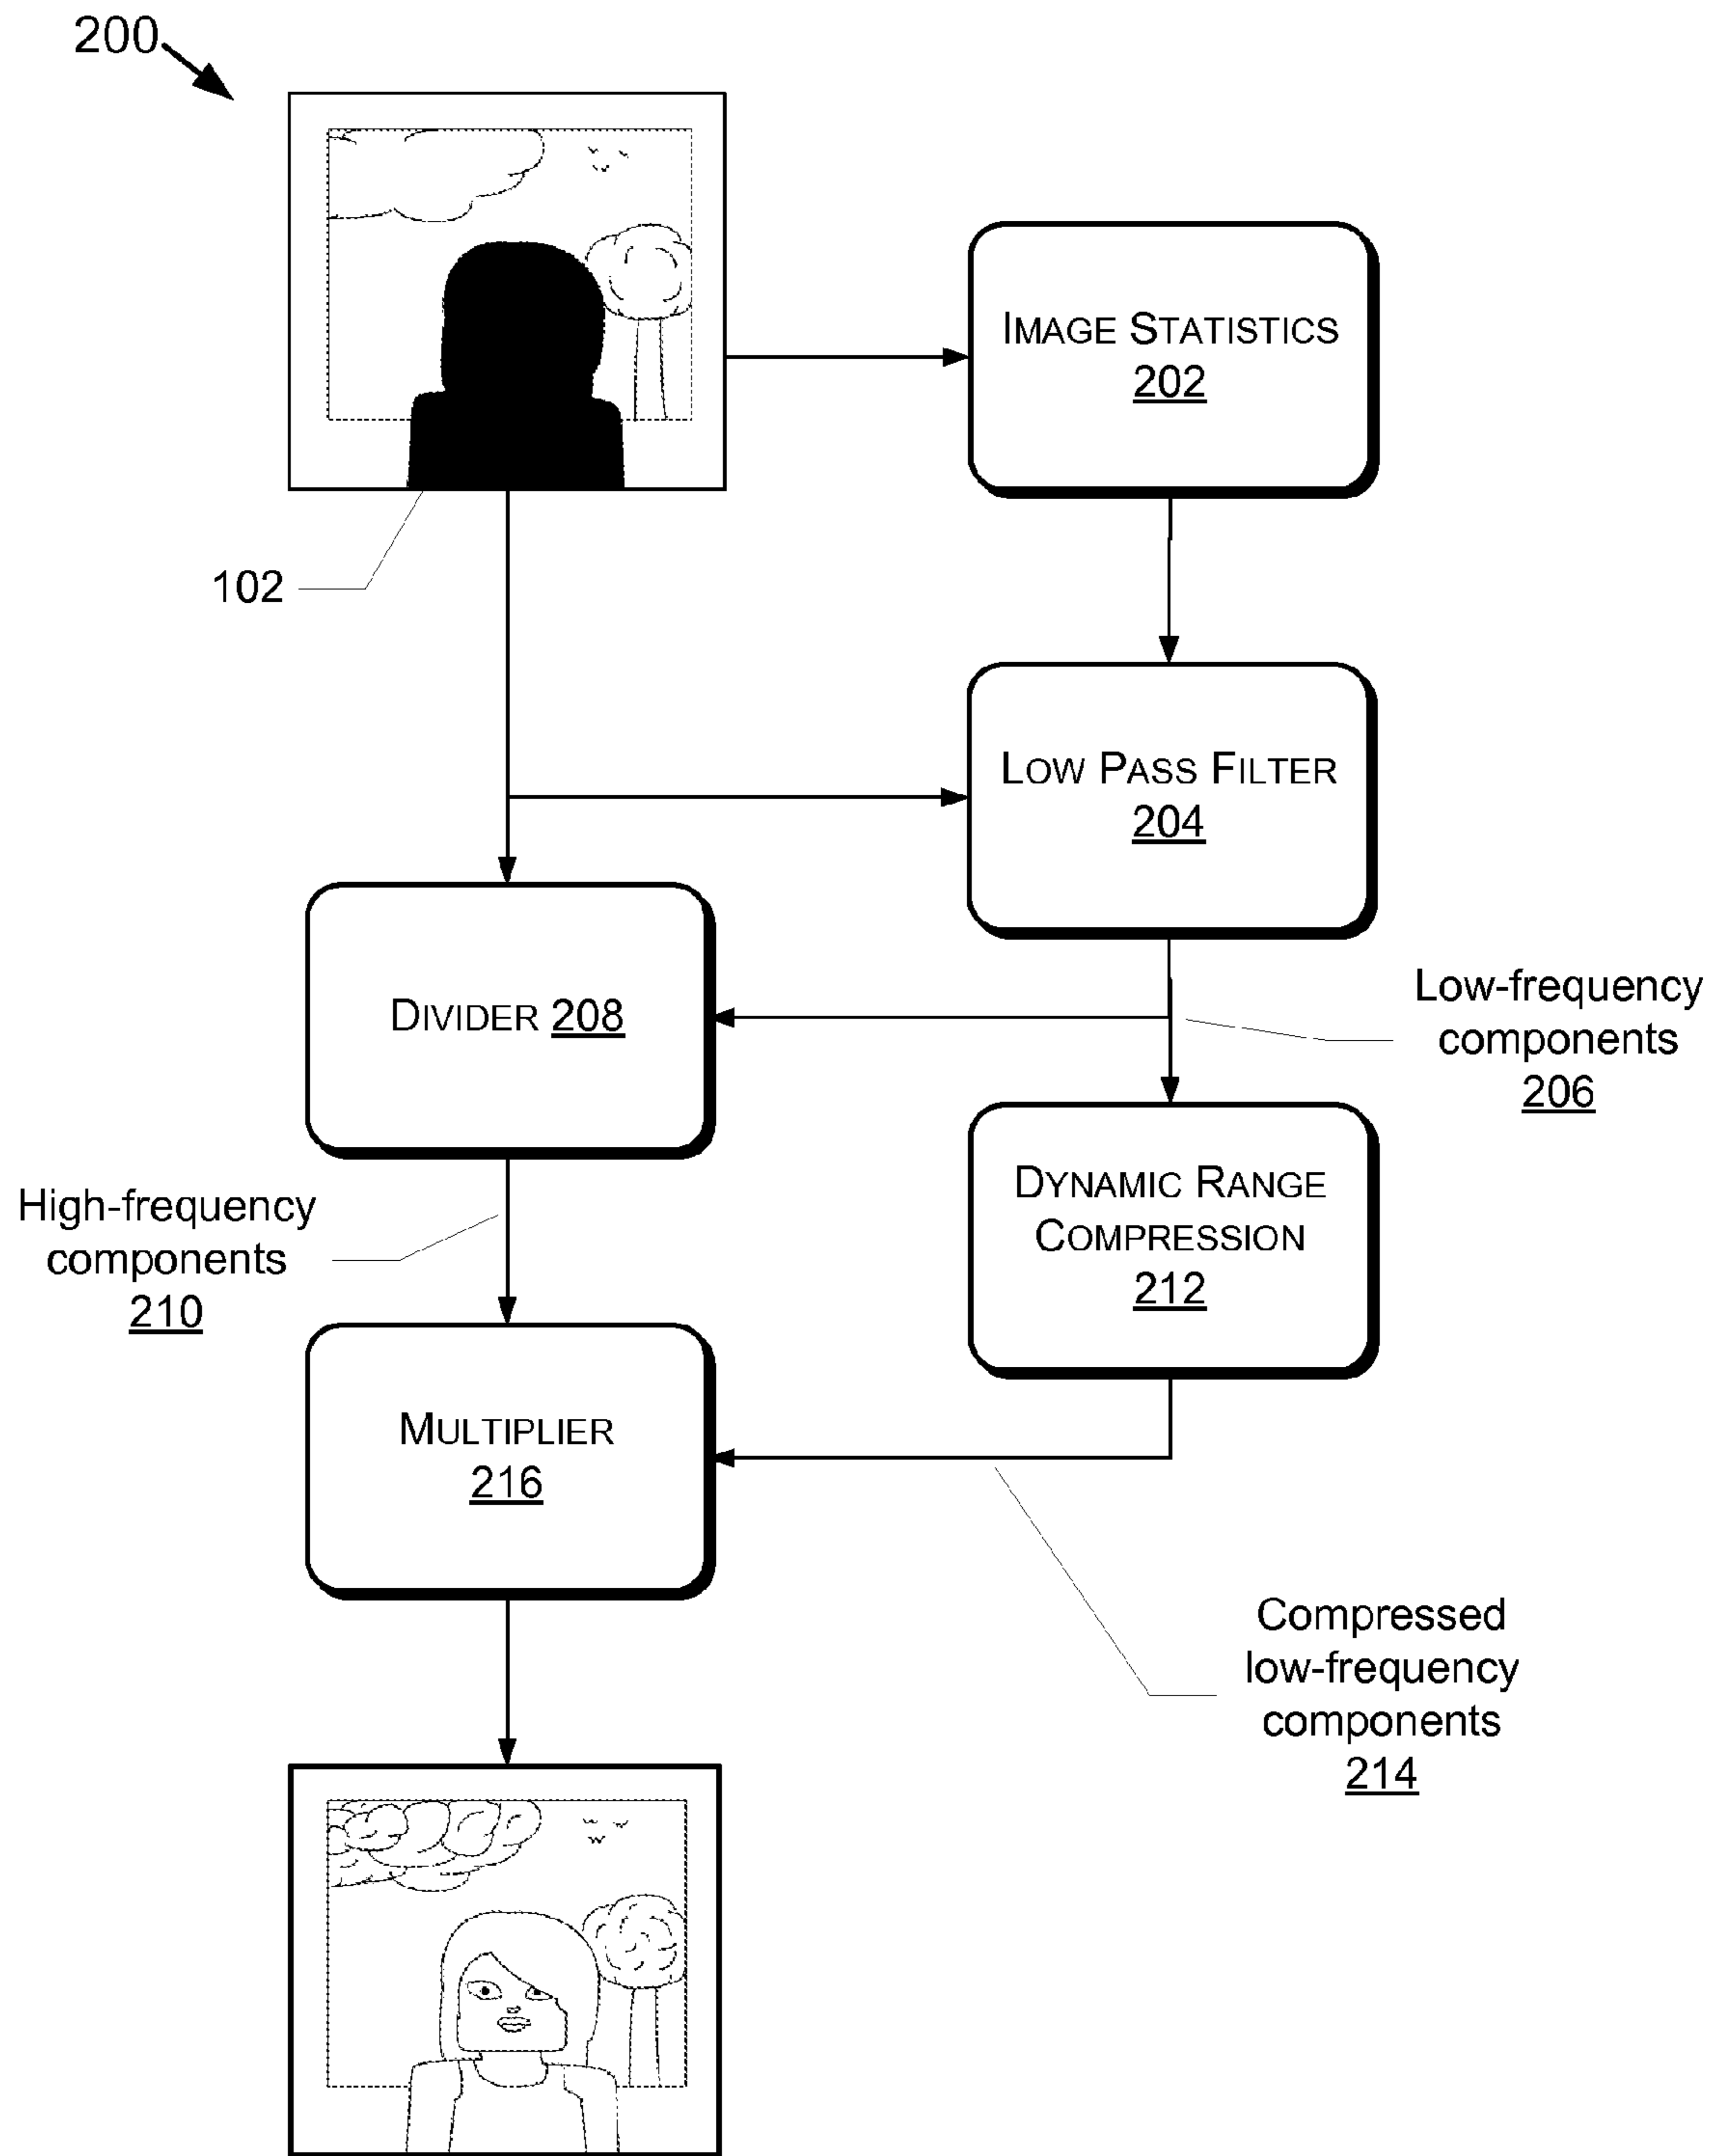 200
IMAGE STATISTICS
202
102
LOW PASS FILTER
204
DIVIDER 208
Low-frequency
components
206
High-frequency
components
210
DYNAMIC RANGE
COMPRESSION
212
MULTIPLIER
216
Compressed
low-frequency
components
214